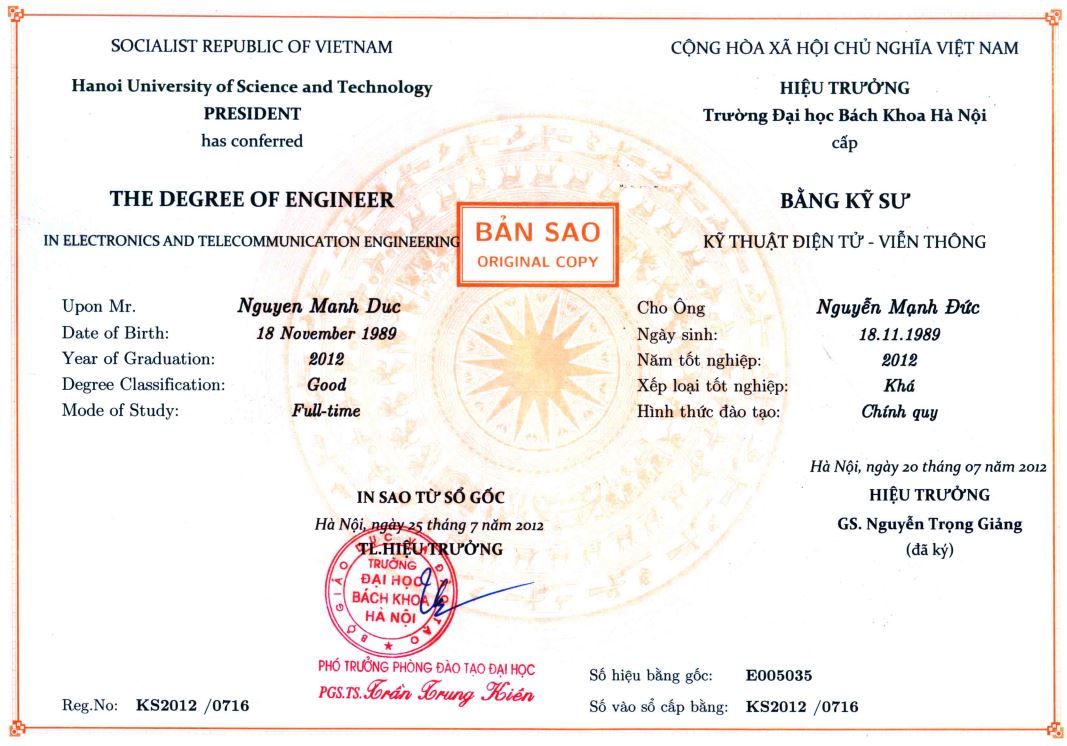 SOCIALIST REPUBLIC OF VIETNAM
Hanoi University of Science and Technology
PRESIDENT
has conferred
THE DEGREE OF ENGINEER
IN ELECTRONICS AND TELECOMMUNICATION ENGINEERING
Upon Mr. Nguyen Manh Duc
Date of Birth: 18 November 1989
Year of Graduation: 2012
Degree Classification: Good
Mode of Study: Full-time
CỘNG HÒA XÃ HỘI CHỦ NGHĨA VIỆT NAM
HIỆU TRƯỞNG
Trường Đại học Bách Khoa Hà Nội
cấp
BẰNG KỸ SƯ
KỸ THUẬT ĐIỆN TỬ - VIỄN THÔNG
Cho Ông Nguyễn Mạnh Đức
Ngày sinh: 18.11.1989
Năm tốt nghiệp: 2012
Xếp loại tốt nghiệp: Khá
Hình thức đào tạo: Chính quy
BẢN SAO
ORIGINAL COPY
Hà Nội, ngày 20 tháng 07 năm 2012
HIỆU TRƯỞNG
GS. Nguyễn Trọng Giảng
(đã ký)
IN SAO TỪ SỔ GỐC
Hà Nội, ngày 25 tháng 7 năm 2012
TL.HIỆU TRƯỞNG
BỘ GIÁO DỤC VÀ ĐÀO TẠO
TRƯỜNG
ĐẠI HỌC
BÁCH KHOA
HÀ NỘI
PHÓ TRƯỞNG PHÒNG ĐÀO TẠO ĐẠI HỌC
PGS.TS. Trần Trung Kiên
Reg.No: KS2012 /0716
Số hiệu bằng gốc: E005035
Số vào sổ cấp bằng: KS2012 /0716